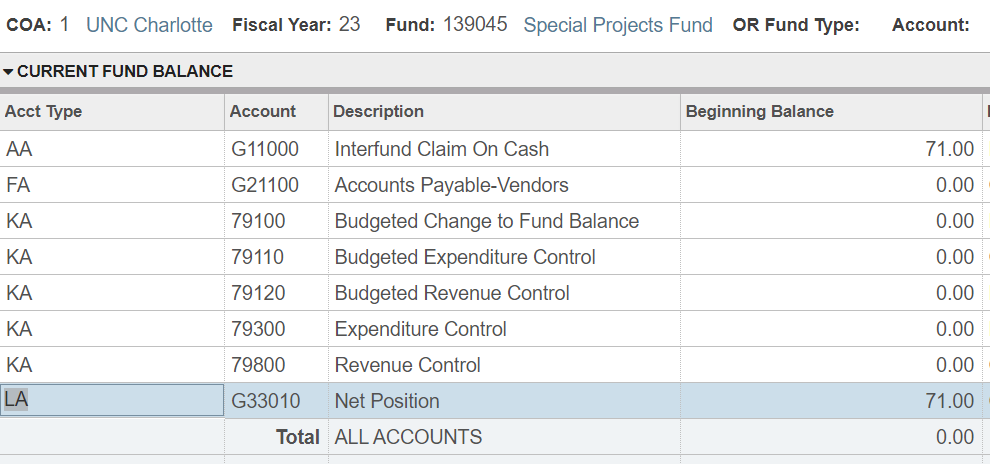 COA: 1 UNC Charlotte Fiscal Year: 23 Fund: 139045 Special Projects Fund OR Fund Type: Account:
CURRENT FUND BALANCE
Acct Type Account Description Beginning Balance
AA G11000 Interfund Claim On Cash 71.00
FA G21100 Accounts Payable-Vendors 0.00
KA 79100 Budgeted Change to Fund Balance 0.00
KA 79110 Budgeted Expenditure Control 0.00
KA 79120 Budgeted Revenue Control 0.00
KA 79300 Expenditure Control 0.00
KA 79800 Revenue Control 0.00
LA G33010 Net Position 71.00
Total ALL ACCOUNTS 0.00